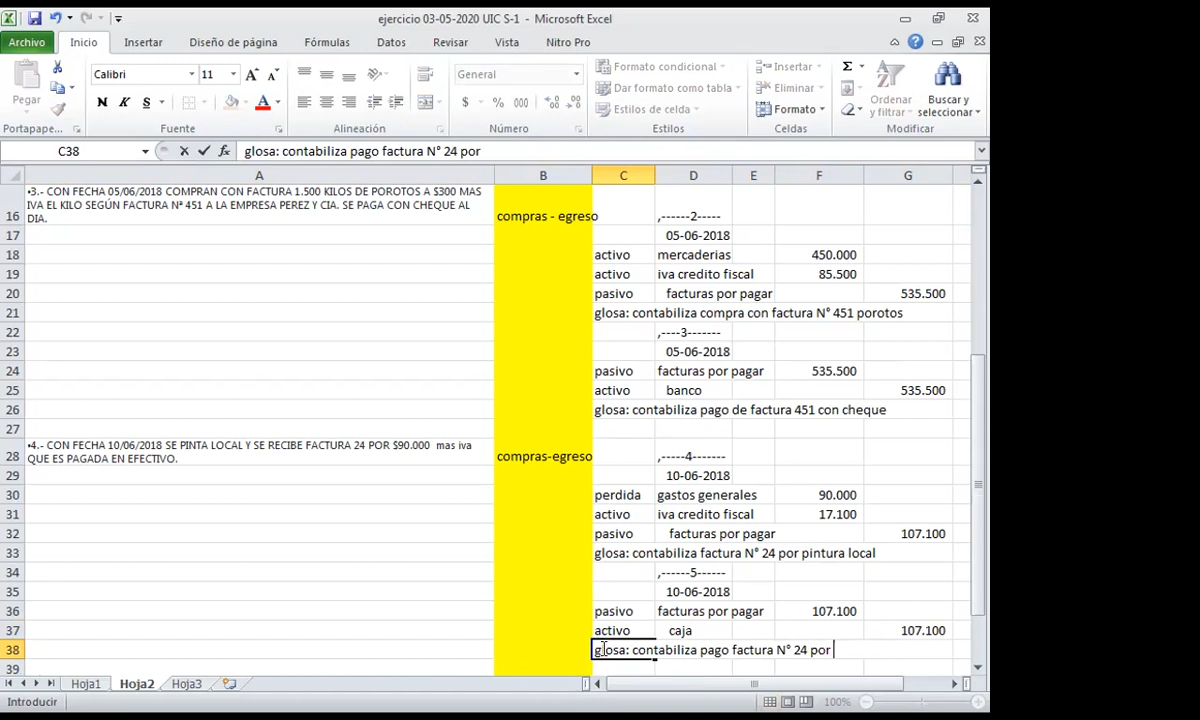 ejercicio 03-05-2020 UIC S-1 - Microsoft Excel
Archivo Inicio Insertar Diseño de página Fórmulas Datos Revisar Vista Nitro Pro
Pegar
Calibri 11
N K S
General
$ % 000
Formato condicional
Dar formato como tabla
Estilos de celda
Insertar
Eliminar
Formato
Ordenar y filtrar
Buscar y seleccionar
Portapape... Fuente Alineación Número Estilos Celdas Modificar
C38 fx glosa: contabiliza pago factura N° 24 por
A B C D E F G
•3.- CON FECHA 05/06/2018 COMPRAN CON FACTURA 1.500 KILOS DE POROTOS A $300 MAS
IVA EL KILO SEGÚN FACTURA Nª 451 A LA EMPRESA PEREZ Y CIA. SE PAGA CON CHEQUE AL
DIA.
16 compras - egreso ,------2-----
17 05-06-2018
18 activo mercaderias 450.000
19 activo iva credito fiscal 85.500
20 pasivo facturas por pagar 535.500
21 glosa: contabiliza compra con factura N° 451 porotos
22 ,----3-------
23 05-06-2018
24 pasivo facturas por pagar 535.500
25 activo banco 535.500
26 glosa: contabiliza pago de factura 451 con cheque
27
•4.- CON FECHA 10/06/2018 SE PINTA LOCAL Y SE RECIBE FACTURA 24 POR $90.000 mas iva
QUE ES PAGADA EN EFECTIVO.
28 compras-egreso ,-----4-------
29 10-06-2018
30 perdida gastos generales 90.000
31 activo iva credito fiscal 17.100
32 pasivo facturas por pagar 107.100
33 glosa: contabiliza factura N° 24 por pintura local
34 ,------5------
35 10-06-2018
36 pasivo facturas por pagar 107.100
37 activo caja 107.100
38 glosa: contabiliza pago factura N° 24 por
39
Hoja1 Hoja2 Hoja3
Introducir 100%